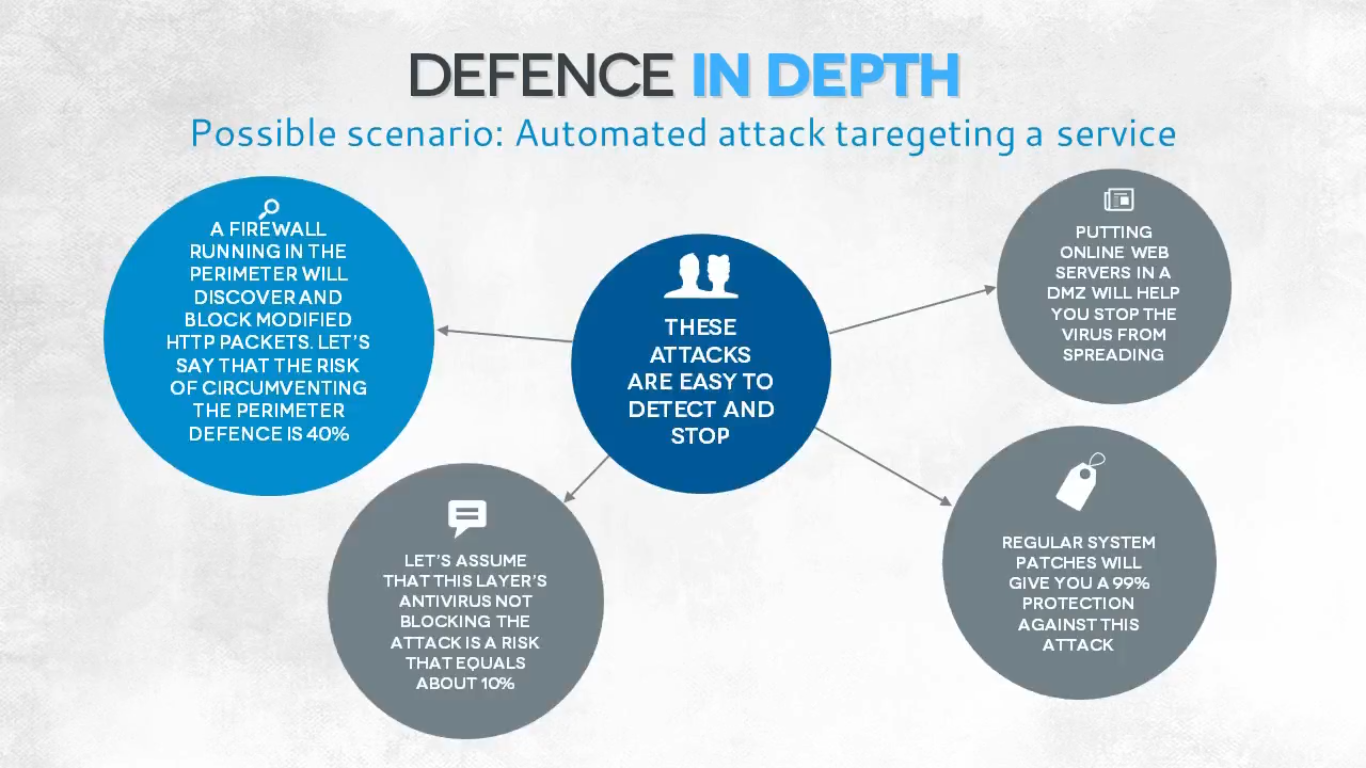 DEFENCE IN DEPTH
Possible scenario: Automated attack taregeting a service
A FIREWALL
RUNNING IN THE
PERIMETER WILL
DISCOVER AND
BLOCK MODIFIED
HTTP PACKETS. LET'S
SAY THAT THE RISK
OF CIRCUMVENTING
THE PERIMETER
DEFENCE IS 40%
THESE
ATTACKS
ARE EASY TO
DETECT AND
STOP
PUTTING
ONLINE WEB
SERVERS IN A
DMZ WILL HELP
YOU STOP THE
VIRUS FROM
SPREADING
LET'S ASSUME
THAT THIS LAYER'S
ANTIVIRUS NOT
BLOCKING THE
ATTACK IS A RISK
THAT EQUALS
ABOUT 10%
REGULAR SYSTEM
PATCHES WILL
GIVE YOU A 99%
PROTECTION
AGAINST THIS
ATTACK